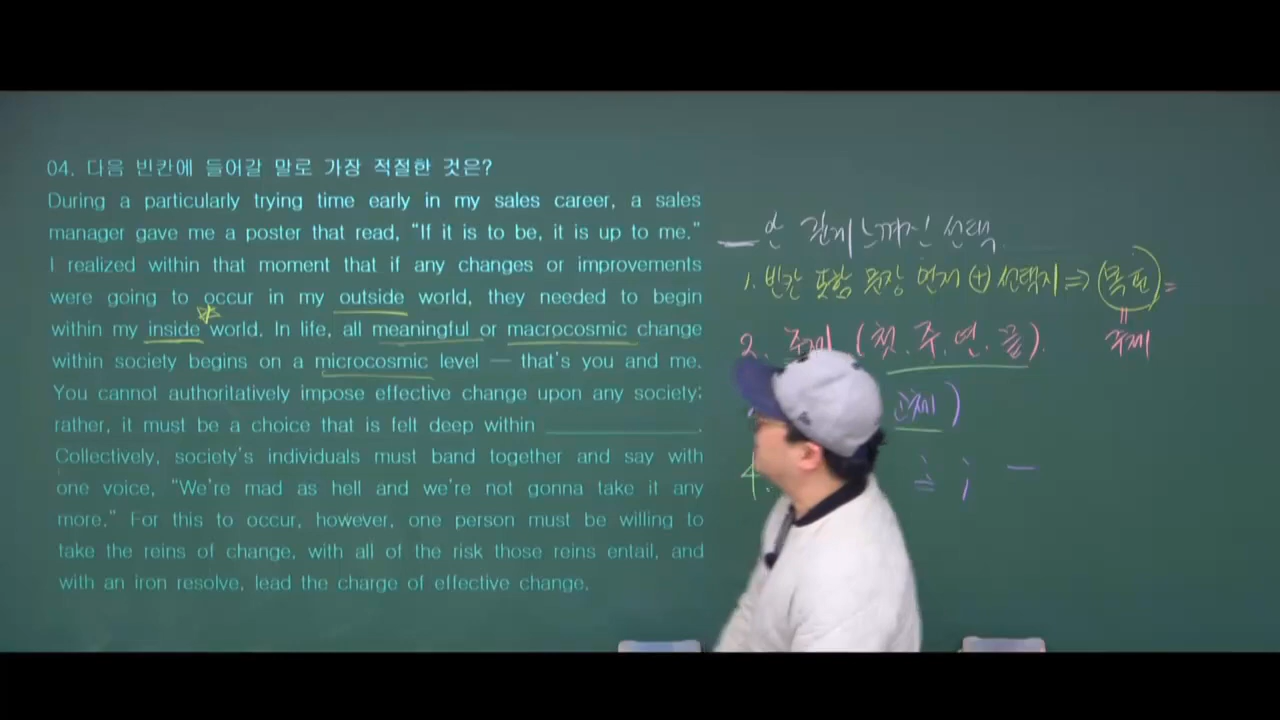 04. 다음 빈칸에 들어갈 말로 가장 적절한 것은?
During a particularly trying time early in my sales career, a sales
manager gave me a poster that read, “If it is to be, it is up to me.”
I realized within that moment that if any changes or improvements
were going to occur in my outside world, they needed to begin
within my inside world. In life, all meaningful or macrocosmic change
within society begins on a microcosmic level — that's you and me.
You cannot authoritatively impose effective change upon any society;
rather, it must be a choice that is felt deep within ____________.
Collectively, society's individuals must band together and say with
one voice, “We're mad as hell and we're not gonna take it any
more.” For this to occur, however, one person must be willing to
take the reins of change, with all of the risk those reins entail, and
with an iron resolve, lead the charge of effective change.
선택
1. 빈칸 포함 문장 먼저 ⊕ 선택지 ⇒ (목표) =
= 주제
2. 주제 (첫. 주. 연. 끝).
4. ; —